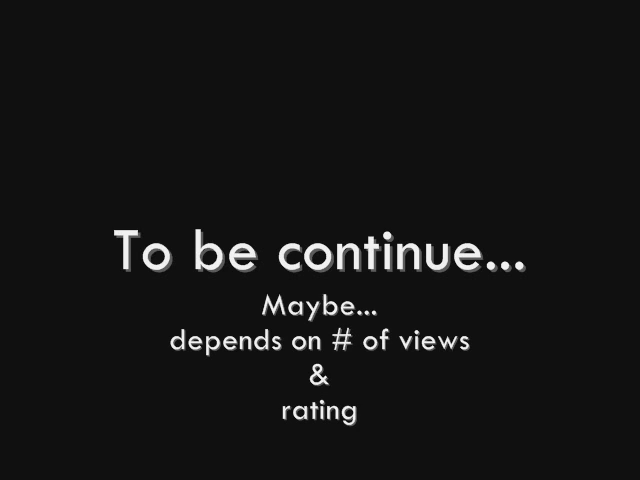 To be continue...
Maybe...
depends on # of views
&
rating